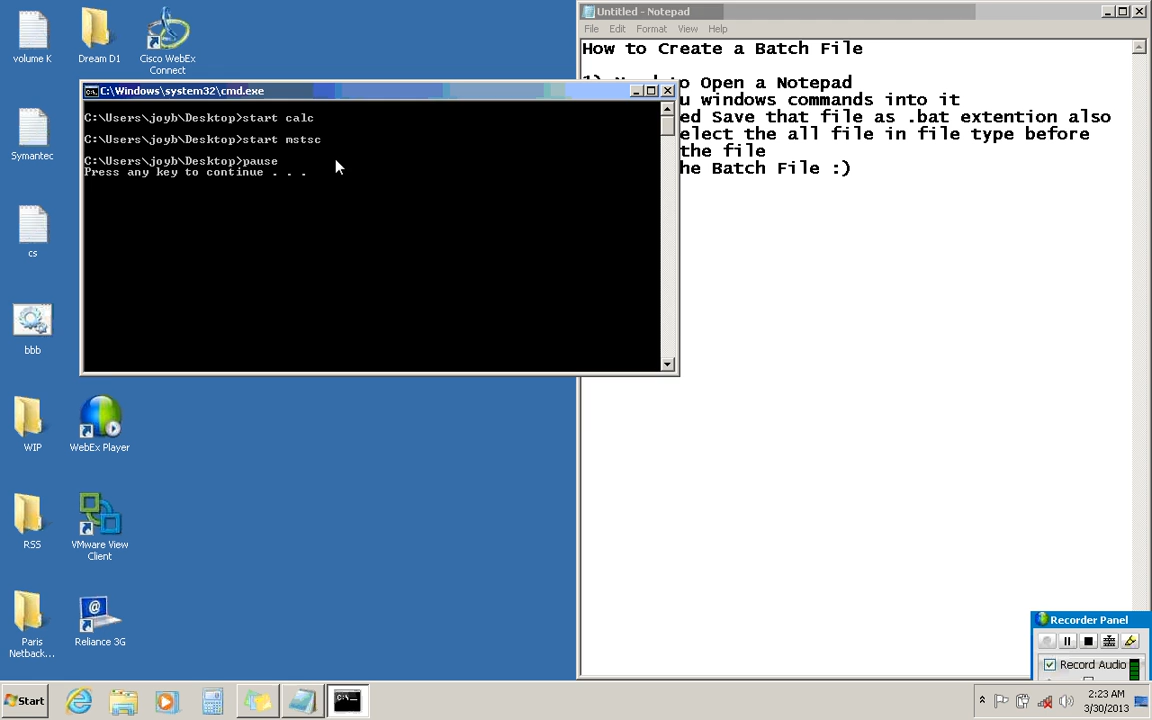 volume K
Dream D1
Cisco WebEx
Connect
Symantec
cs
bbb
WIP
WebEx Player
RSS
VMware View
Client
Paris
Netback...
Reliance 3G
C:\Windows\system32\cmd.exe
C:\Users\joyb\Desktop>start calc
C:\Users\joyb\Desktop>start mstsc
C:\Users\joyb\Desktop>pause
Press any key to continue . . .
Untitled - Notepad
File Edit Format View Help
How to Create a Batch File
to Open a Notepad
windows commands into it
Save that file as .bat extention also
the all file in file type before
the file
Batch File :)
Recorder Panel
Record Audio
Start
2:23 AM
3/30/2013